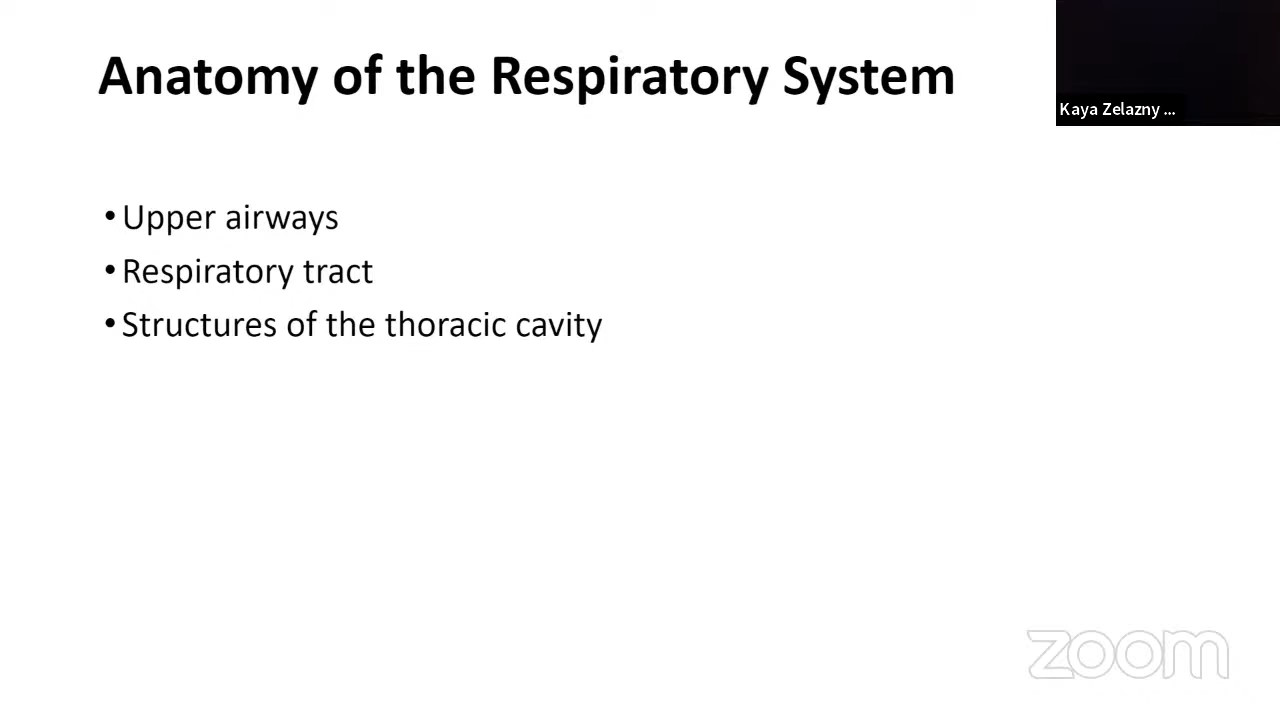 Anatomy of the Respiratory System
Kaya Zelazny ...
• Upper airways
• Respiratory tract
• Structures of the thoracic cavity
zoom